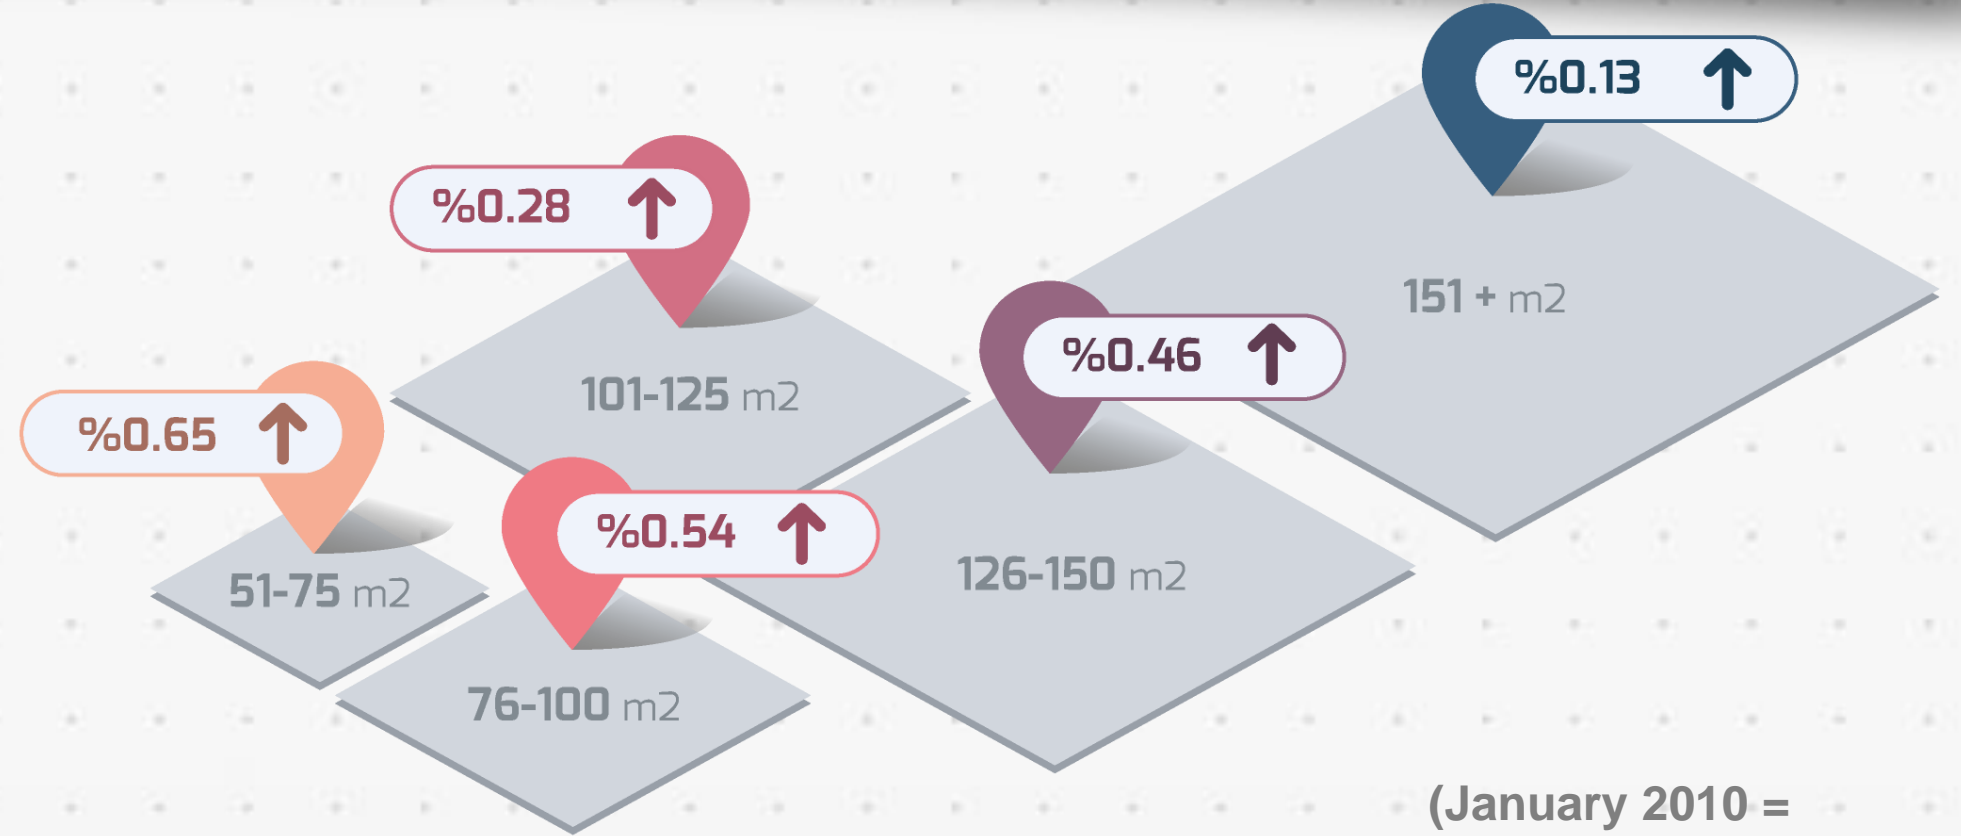 %0.13
%0.28
151 + m2
%0.46
101-125 m2
%0.65
%0.54
126-150 m2
51-75 m2
76-100 m2
(January 2010 =